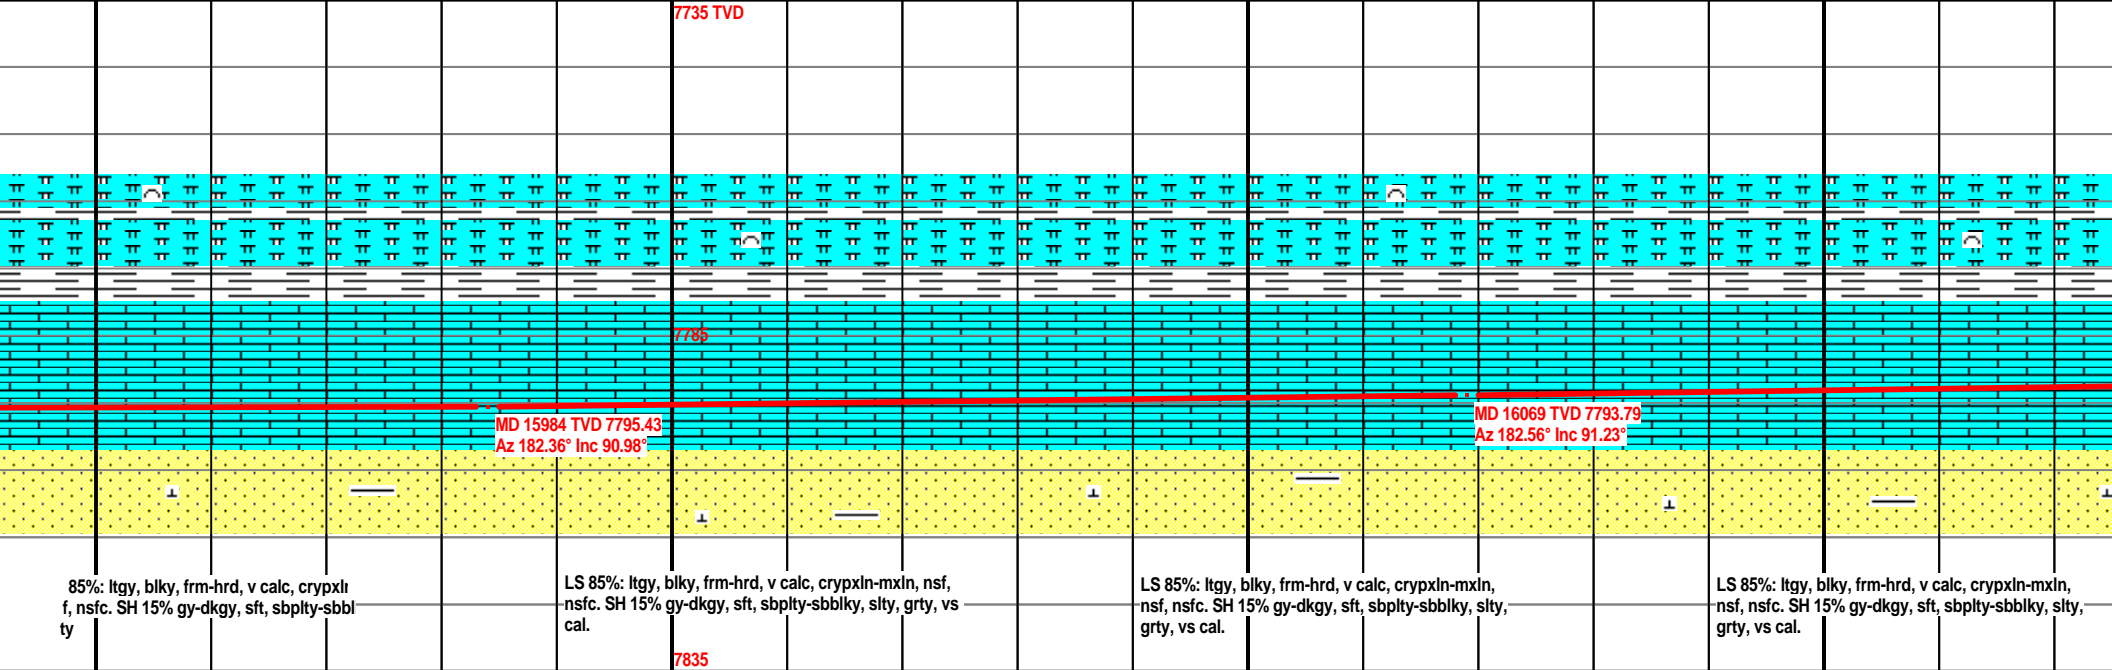 7735 TVD
7785
MD 15984 TVD 7795.43
Az 182.36° Inc 90.98°
MD 16069 TVD 7793.79
Az 182.56° Inc 91.23°
85%: ltgy, blky, frm-hrd, v calc, crypxln
f, nsfc. SH 15% gy-dkgy, sft, sbplty-sbbl
ty
LS 85%: ltgy, blky, frm-hrd, v calc, crypxln-mxln, nsf,
nsfc. SH 15% gy-dkgy, sft, sbplty-sbblky, slty, grty, vs
cal.
LS 85%: ltgy, blky, frm-hrd, v calc, crypxln-mxln,
nsf, nsfc. SH 15% gy-dkgy, sft, sbplty-sbblky, slty,
grty, vs cal.
LS 85%: ltgy, blky, frm-hrd, v calc, crypxln-mxln,
nsf, nsfc. SH 15% gy-dkgy, sft, sbplty-sbblky, slty,
grty, vs cal.
7835